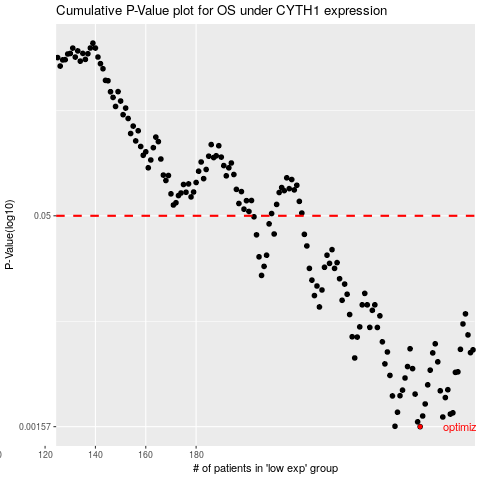 Cumulative P-Value plot for OS under CYTH1 expression
P-Value(log10)
0.05
0.00157
optimiz
0 120 140 160 180
# of patients in 'low exp' group